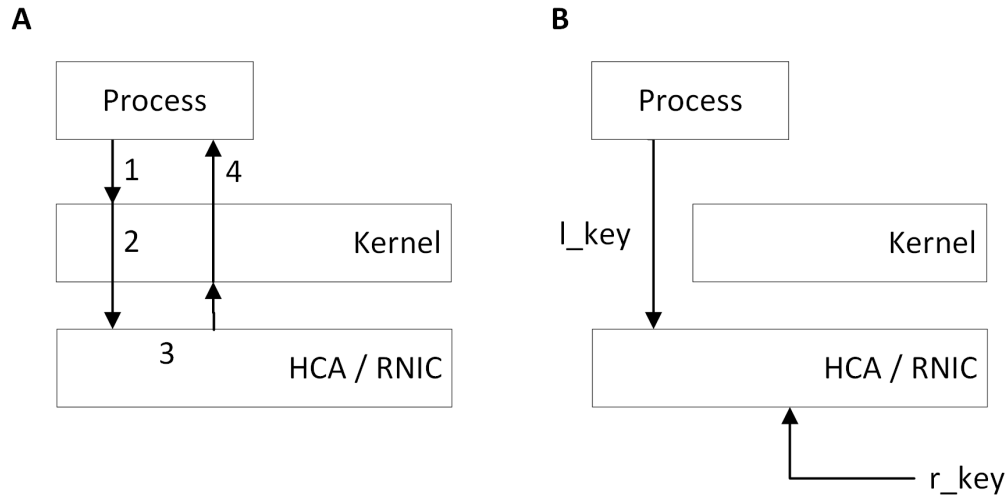 A
Process
1
4
2
Kernel
3
HCA / RNIC
B
Process
l_key
Kernel
HCA / RNIC
r_key